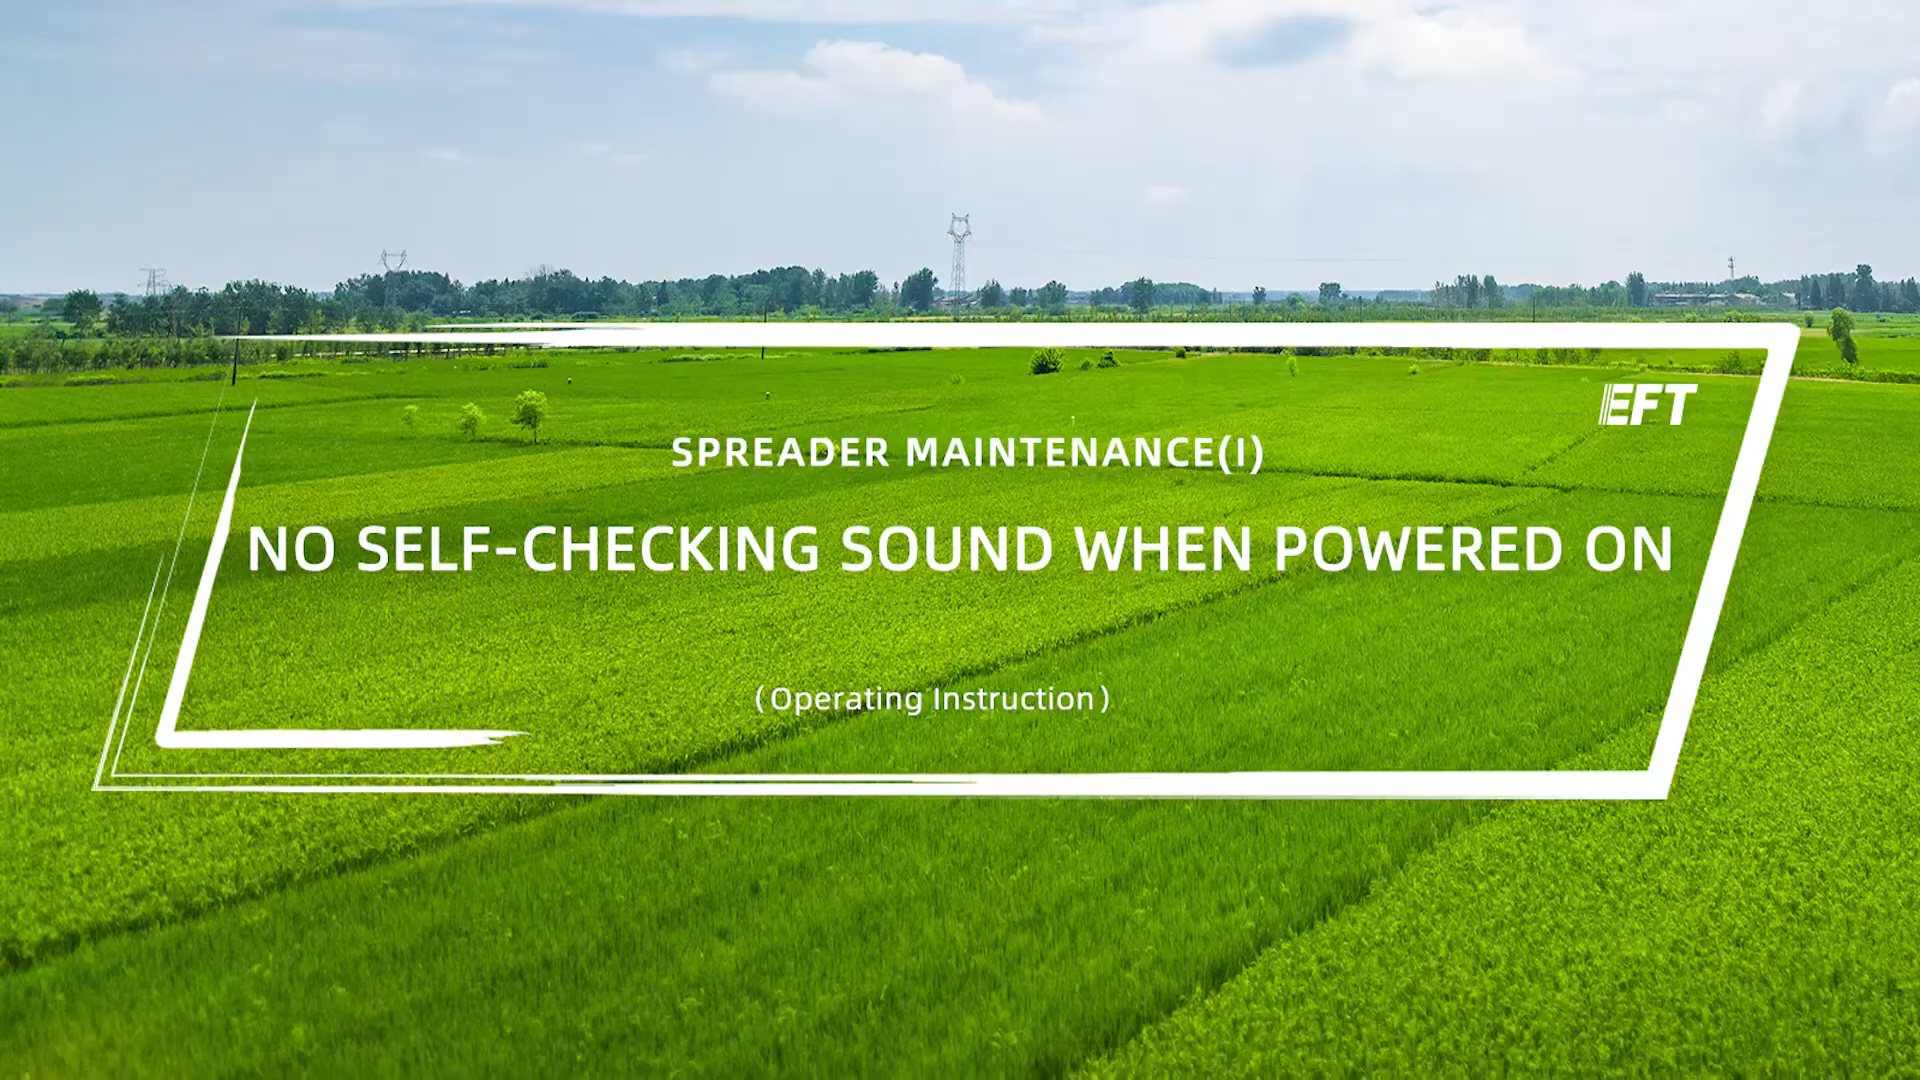 EFT
SPREADER MAINTENANCE(I)
NO SELF-CHECKING SOUND WHEN POWERED ON
(Operating Instruction)